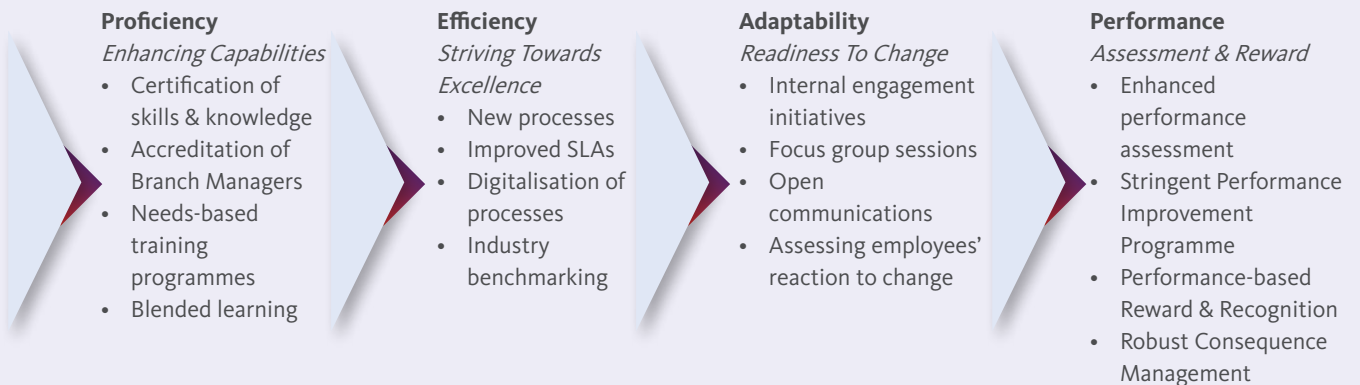 Proficiency
Enhancing Capabilities
• Certification of
skills & knowledge
• Accreditation of
Branch Managers
• Needs-based
training
programmes
• Blended learning
Efficiency
Striving Towards
Excellence
• New processes
• Improved SLAs
• Digitalisation of
processes
• Industry
benchmarking
Adaptability
Readiness To Change
• Internal engagement
initiatives
• Focus group sessions
• Open
communications
• Assessing employees’
reaction to change
Performance
Assessment & Reward
• Enhanced
performance
assessment
• Stringent Performance
Improvement
Programme
• Performance-based
Reward & Recognition
• Robust Consequence
Management